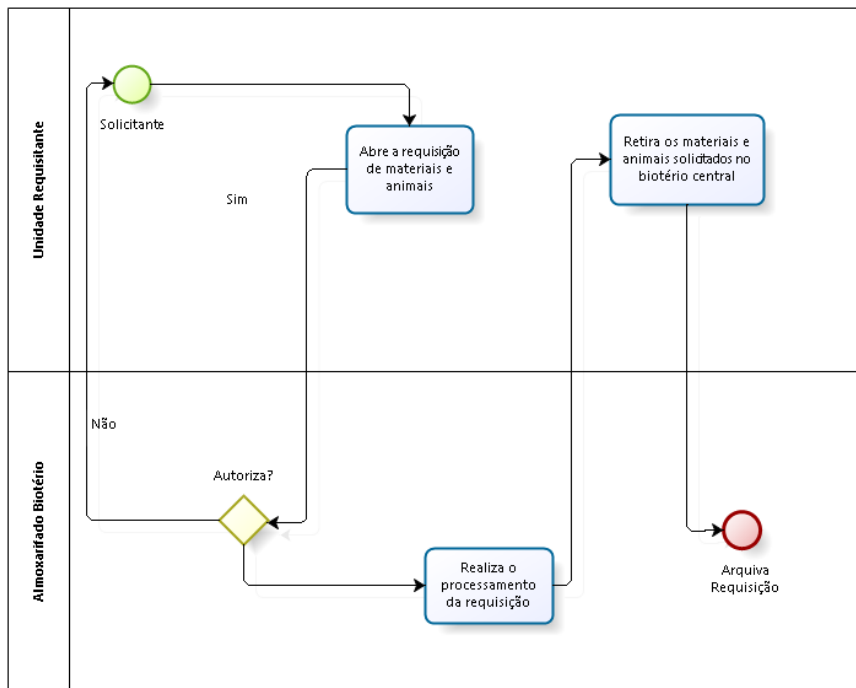 Unidade Requisitante
Solicitante
Abre a requisição
de materiais e
animais
Sim
Retira os materiais e
animais solicitados no
biotério central
Almoxarifado Biotério
Não
Autoriza?
Realiza o
processamento
da requisição
Arquiva
Requisição